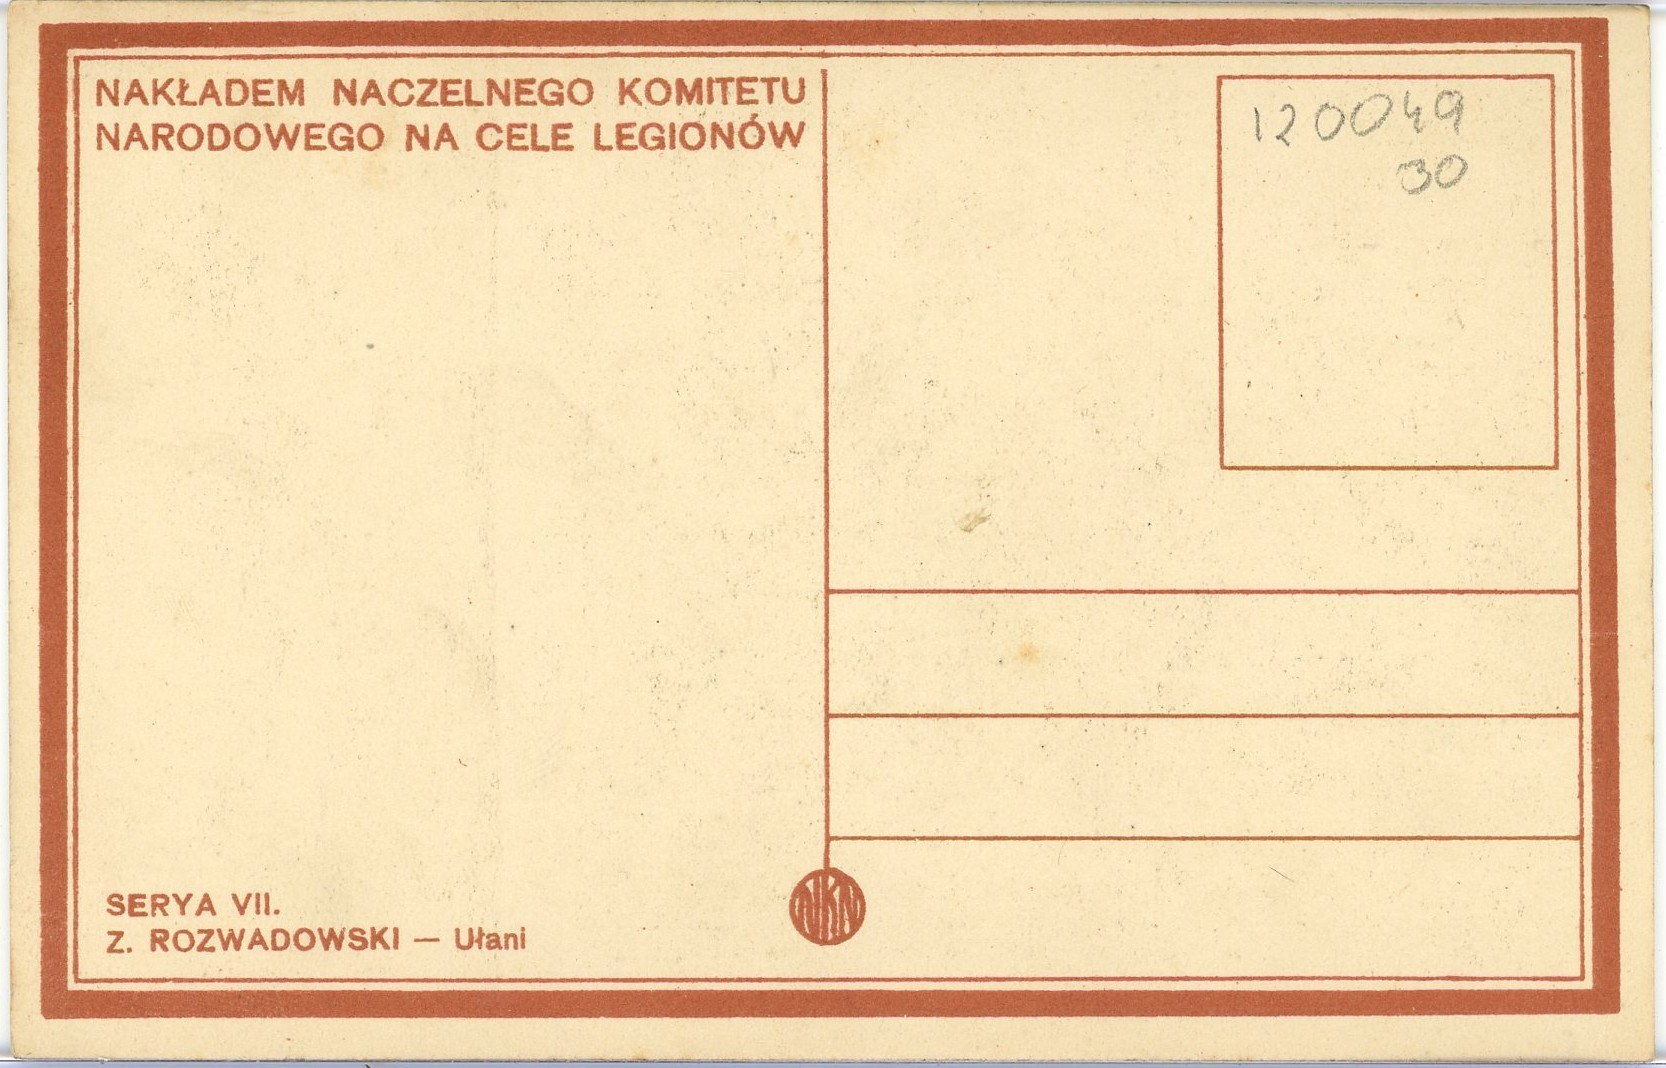 NAKŁADEM NACZELNEGO KOMITETU
NARODOWEGO NA CELE LEGIONÓW
120049
30
SERYA VII.
Z. ROZWADOWSKI — Ułani
NKN